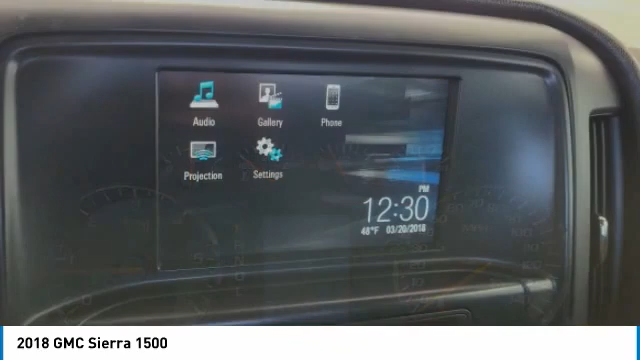 Audio Gallery Phone
Projection Settings
PM
12:30
48°F 03/20/2018
2018 GMC Sierra 1500